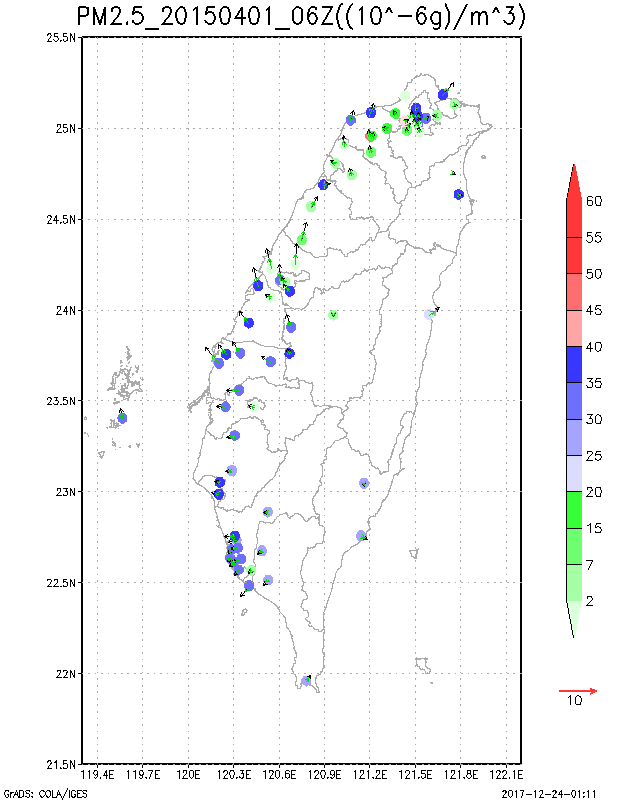 PM2.5_20150401_06Z((10^-6g)/m^3)
25.5N
25N
24.5N
24N
23.5N
23N
22.5N
22N
21.5N
119.4E 119.7E 120E 120.3E 120.6E 120.9E 121.2E 121.5E 121.8E 122.1E
60
55
50
45
40
35
30
25
20
15
7
2
10
GrADS: COLA/IGES
2017-12-24-01:11